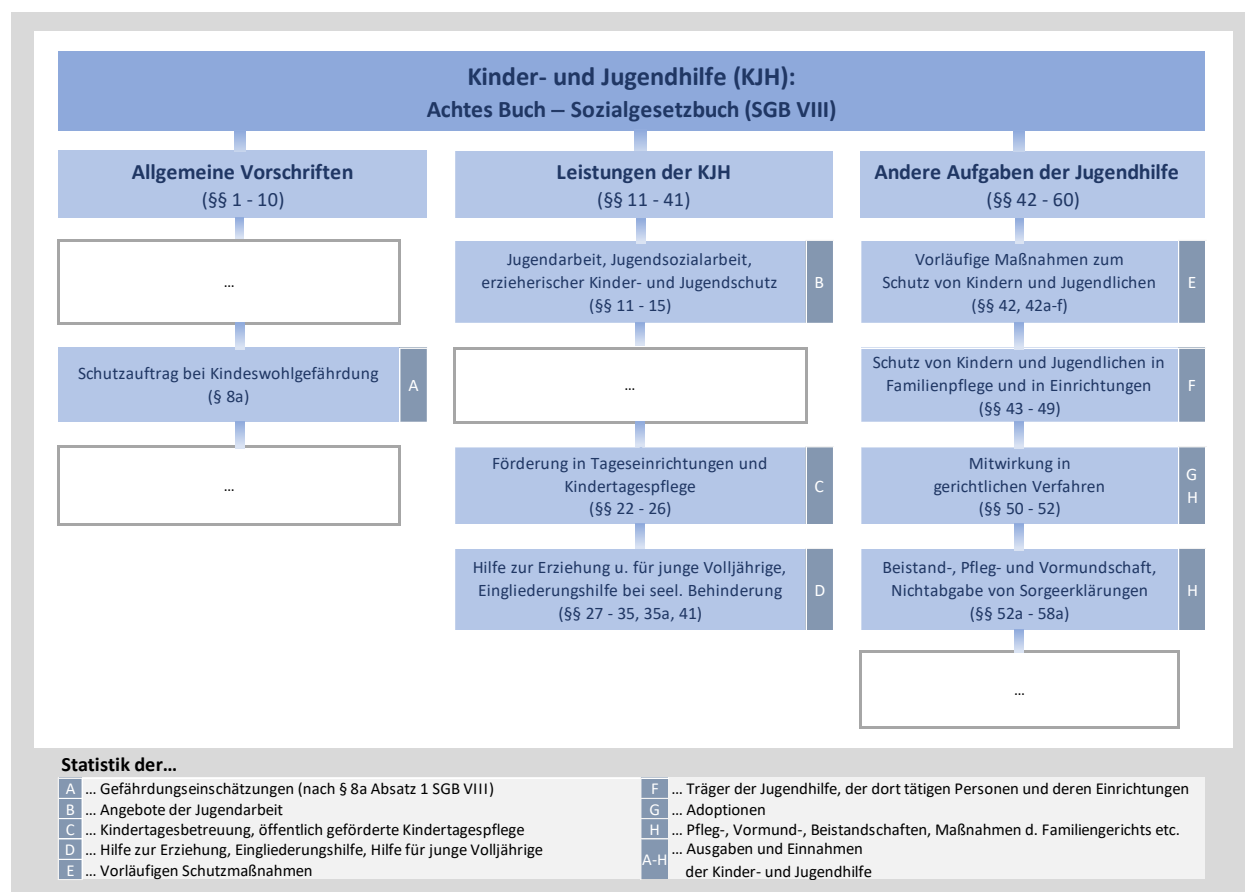 Kinder- und Jugendhilfe (KJH):
Achtes Buch – Sozialgesetzbuch (SGB VIII)
Allgemeine Vorschriften
(§§ 1 - 10)
...
Schutzauftrag bei Kindeswohlgefährdung
(§ 8a)
A
...
Leistungen der KJH
(§§ 11 - 41)
Jugendarbeit, Jugendsozialarbeit,
erzieherischer Kinder- und Jugendschutz
(§§ 11 - 15)
B
...
Förderung in Tageseinrichtungen und
Kindertagespflege
(§§ 22 - 26)
C
Hilfe zur Erziehung u. für junge Volljährige,
Eingliederungshilfe bei seel. Behinderung
(§§ 27 - 35, 35a, 41)
D
Andere Aufgaben der Jugendhilfe
(§§ 42 - 60)
Vorläufige Maßnahmen zum
Schutz von Kindern und Jugendlichen
(§§ 42, 42a-f)
E
Schutz von Kindern und Jugendlichen in
Familienpflege und in Einrichtungen
(§§ 43 - 49)
F
Mitwirkung in
gerichtlichen Verfahren
(§§ 50 - 52)
G
H
Beistand-, Pfleg- und Vormundschaft,
Nichtabgabe von Sorgeerklärungen
(§§ 52a - 58a)
H
...
Statistik der...
A ... Gefährdungseinschätzungen (nach § 8a Absatz 1 SGB VIII)
B ... Angebote der Jugendarbeit
C ... Kindertagesbetreuung, öffentlich geförderte Kindertagespflege
D ... Hilfe zur Erziehung, Eingliederungshilfe, Hilfe für junge Volljährige
E ... Vorläufigen Schutzmaßnahmen
F ... Träger der Jugendhilfe, der dort tätigen Personen und deren Einrichtungen
G ... Adoptionen
H ... Pfleg-, Vormund-, Beistandschaften, Maßnahmen d. Familiengerichts etc.
A-H ... Ausgaben und Einnahmen
der Kinder- und Jugendhilfe